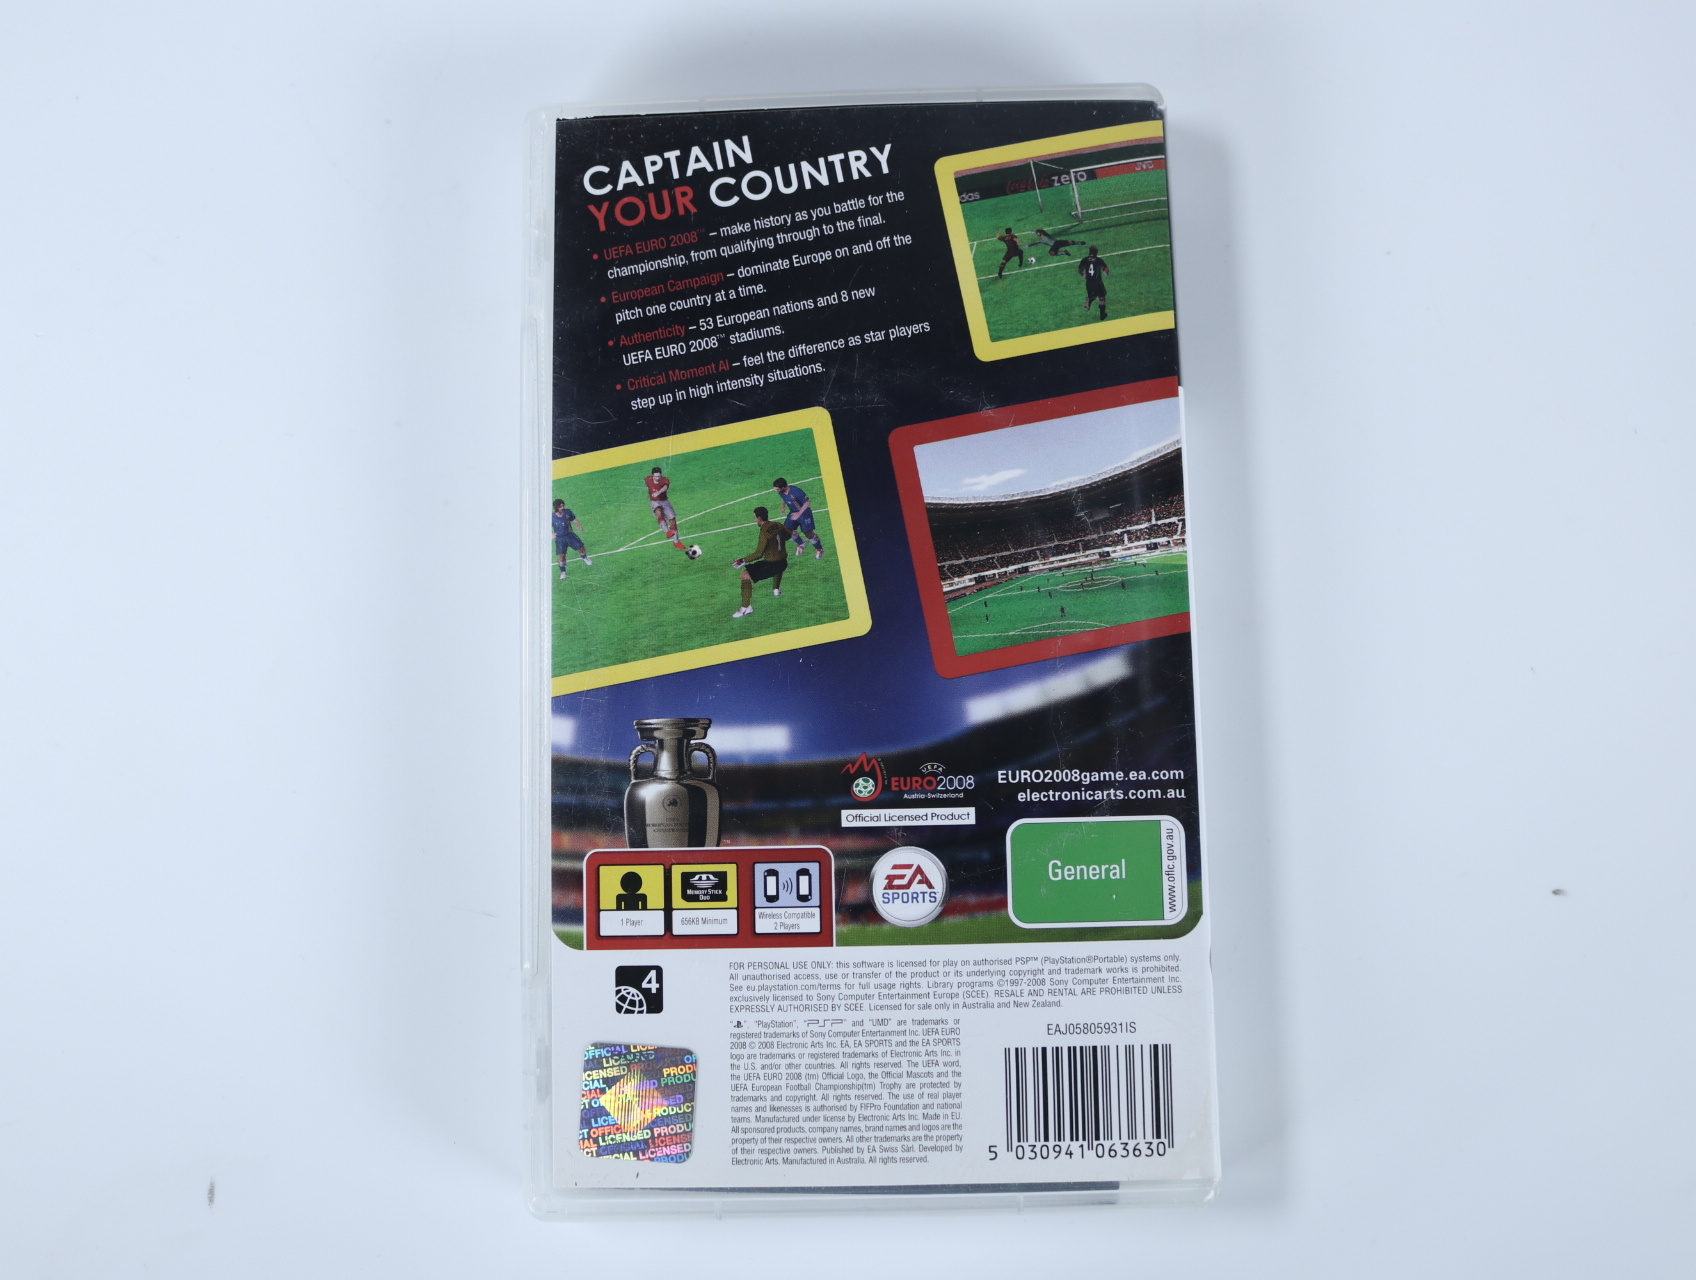 CAPTAIN
YOUR COUNTRY
• UEFA EURO 2008™ – make history as you battle for the
championship, from qualifying through to the final.
• European Campaign – dominate Europe on and off the
pitch one country at a time.
• Authenticity – 53 European nations and 8 new
UEFA EURO 2008™ stadiums.
• Critical Moment AI – feel the difference as star players
step up in high intensity situations.
das
zero
JVC
4
1
UEFA
EURO2008
Austria-Switzerland
Official Licensed Product
EURO2008game.ea.com
electronicarts.com.au
TM
EA
SPORTS
General
www.oflc.gov.au
1 Player
MEMORY STICK
DUO
656KB Minimum
Wireless Compatible
2 Players
4
FOR PERSONAL USE ONLY: this software is licensed for play on authorised PSP™ (PlayStation®Portable) systems only.
All unauthorised access, use or transfer of the product or its underlying copyright and trademark works is prohibited.
See eu.playstation.com/terms for full usage rights. Library programs ©1997-2008 Sony Computer Entertainment Inc.
exclusively licensed to Sony Computer Entertainment Europe (SCEE). RESALE AND RENTAL ARE PROHIBITED UNLESS
EXPRESSLY AUTHORISED BY SCEE. Licensed for sale only in Australia and New Zealand.
" ", "PlayStation", "PSP" and "UMD" are trademarks or
registered trademarks of Sony Computer Entertainment Inc. UEFA EURO
2008 © 2008 Electronic Arts Inc. EA, EA SPORTS and the EA SPORTS
logo are trademarks or registered trademarks of Electronic Arts Inc. in
the U.S. and/or other countries. All rights reserved. The UEFA word,
the UEFA EURO 2008 (tm) Official Logo, the Official Mascots and the
UEFA European Football Championship(tm) Trophy are protected by
trademarks and copyright. All rights reserved. The use of real player
names and likenesses is authorised by FIFPro Foundation and national
teams. Manufactured under license by Electronic Arts Inc. Made in EU.
All sponsored products, company names, brand names and logos are the
property of their respective owners. All other trademarks are the property
of their respective owners. Published by EA Swiss Sàrl. Developed by
Electronic Arts. Manufactured in Australia. All rights reserved.
EAJ05805931IS
5 030941 063630
OFFICIAL LICENSED PRODUCT